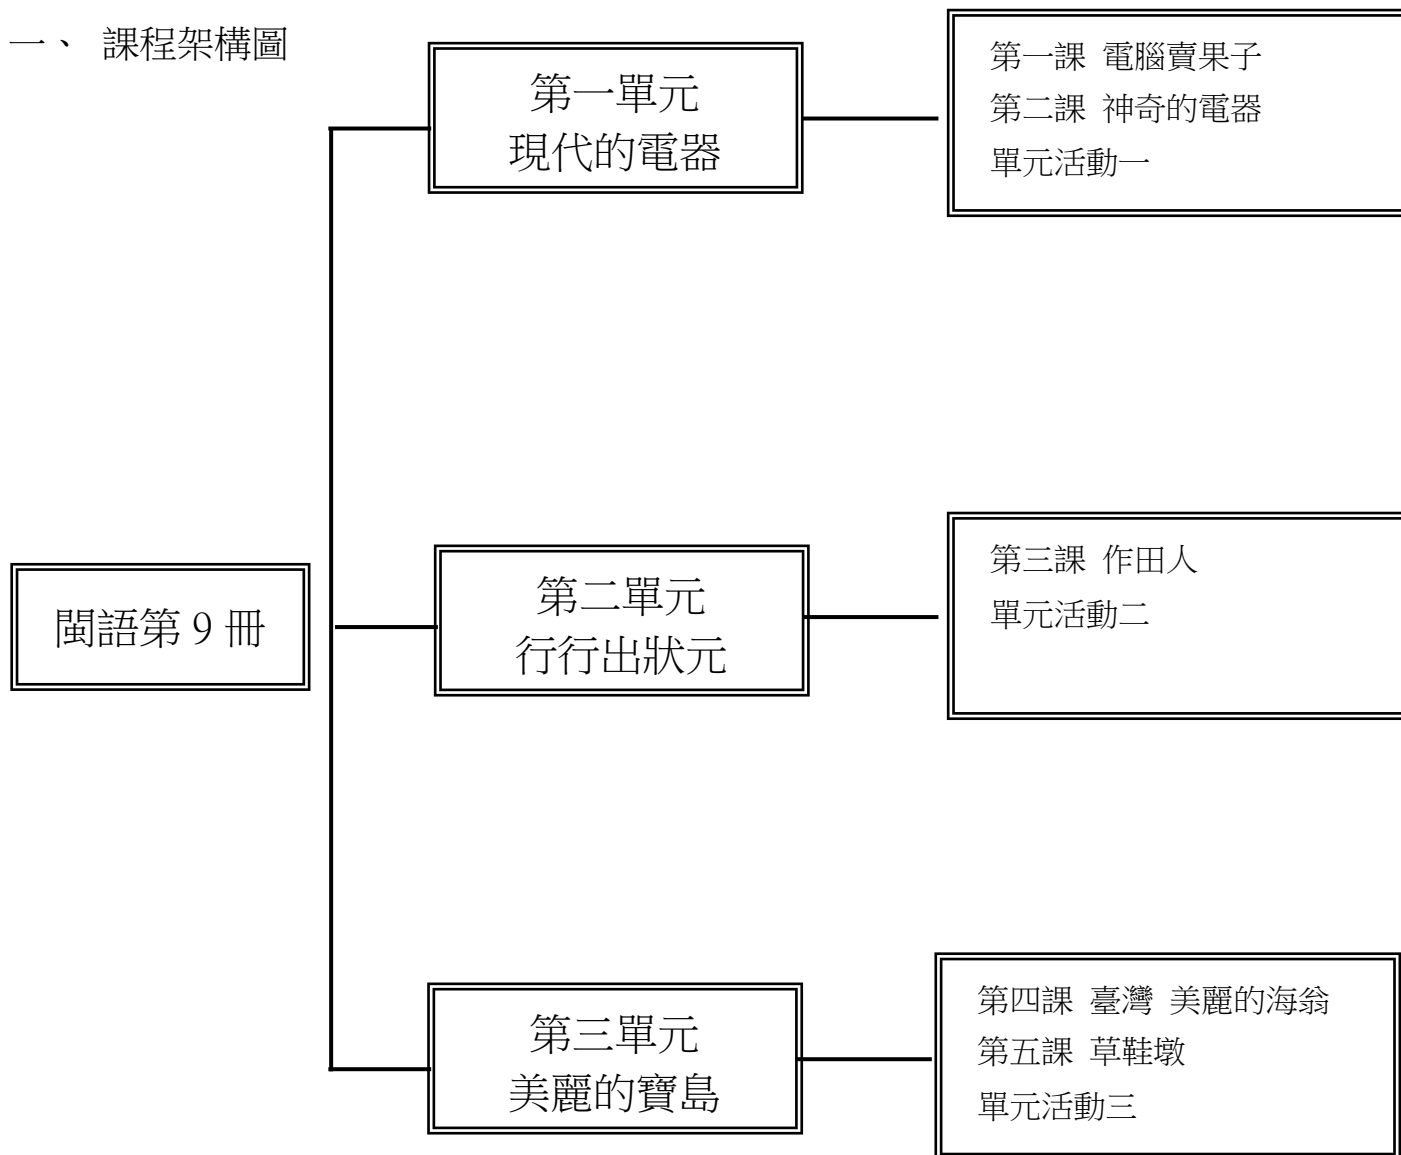 一、 課程架構圖
閩語第 9 冊
第一單元
現代的電器
第一課 電腦賣果子
第二課 神奇的電器
單元活動一
第二單元
行行出狀元
第三課 作田人
單元活動二
第三單元
美麗的寶島
第四課 臺灣 美麗的海翁
第五課 草鞋墩
單元活動三